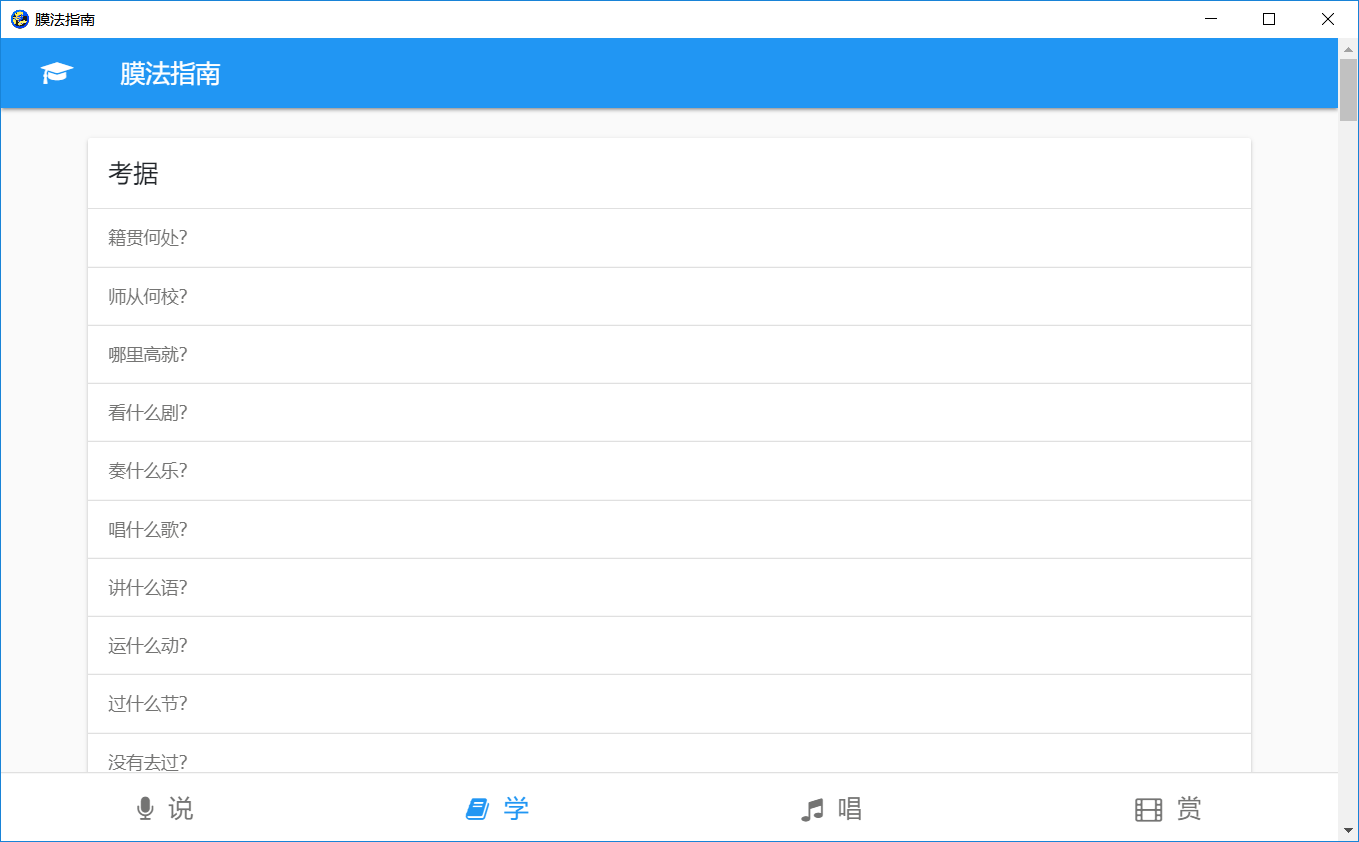 膜法指南
膜法指南
考据
籍贯何处?
师从何校?
哪里高就?
看什么剧?
奏什么乐?
唱什么歌?
讲什么语?
运什么动?
过什么节?
没有去过?
说 学 唱 赏